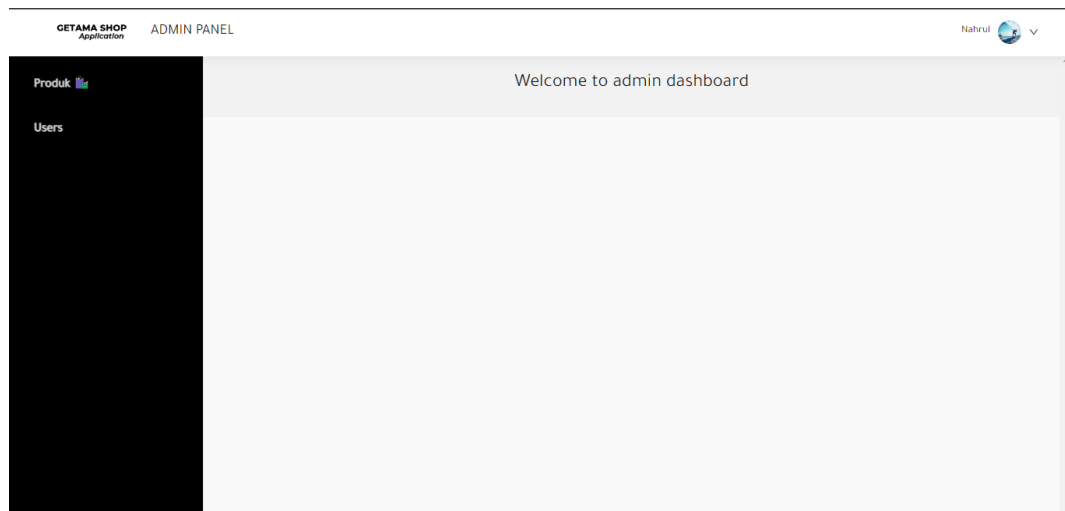 GETAMA SHOP
Application
ADMIN PANEL
Nahrul
Produk
Welcome to admin dashboard
Users